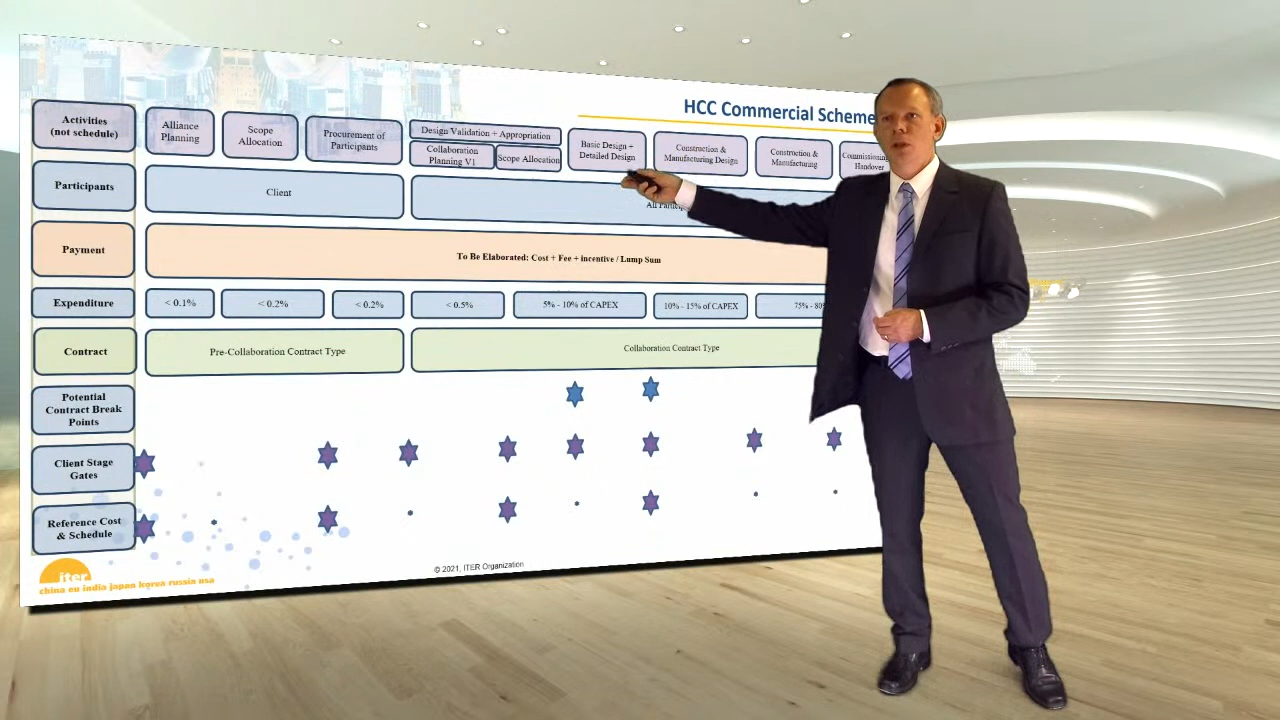 HCC Commercial Scheme
Activities
(not schedule)
Alliance
Planning
Scope
Allocation
Procurement of
Participants
Design Validation + Appropriation
Collaboration
Planning V1
Scope Allocation
Basic Design +
Detailed Design
Construction &
Manufacturing Design
Construction &
Manufacturing
Handover
Participants
Client
All
Payment
To Be Elaborated: Cost + Fee + incentive / Lump Sum
Expenditure
< 0.1%
< 0.2%
< 0.2%
< 0.5%
5% - 10% of CAPEX
10% - 15% of CAPEX
75% -
Contract
Pre-Collaboration Contract Type
Collaboration Contract Type
Potential
Contract Break
Points
Client Stage
Gates
Reference Cost
& Schedule
iter
china eu india japan korea russia usa
© 2021, ITER Organization